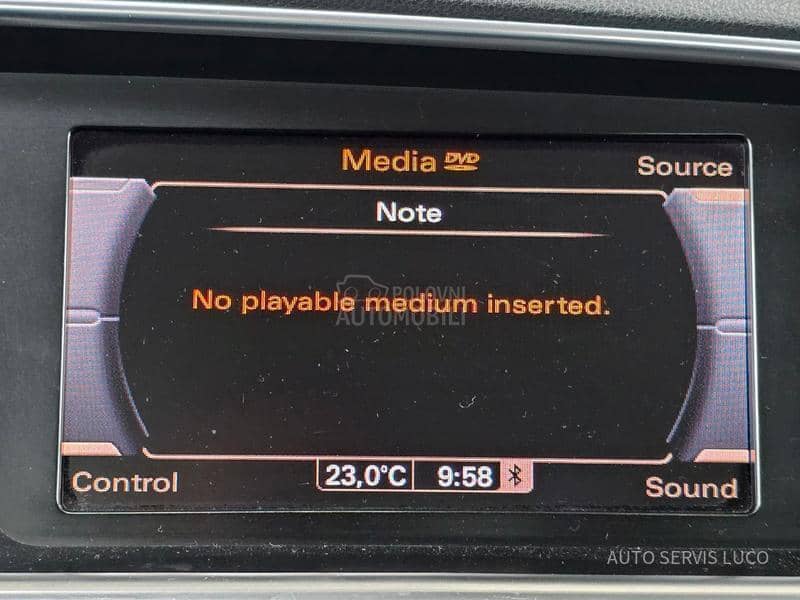 Media DVD
Source
Note
No playable medium inserted.
POLOVNI
AUTOMOBILI
Control
23,0°C
9:58
Sound
AUTO SERVIS LUCO